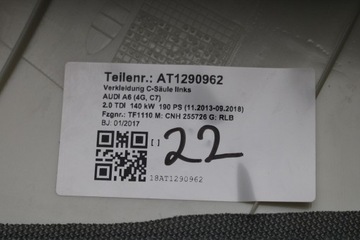 Teilenr.: AT1290962
Verkleidung C-Säule links
AUDI A6 (4G, C7)
2.0 TDI 140 kW 190 PS (11.2013-09.2018)
Fzgnr.: TF1110 M: CNH 255726 G: RLB
BJ: 01/2017
[ ] 22
18AT1290962